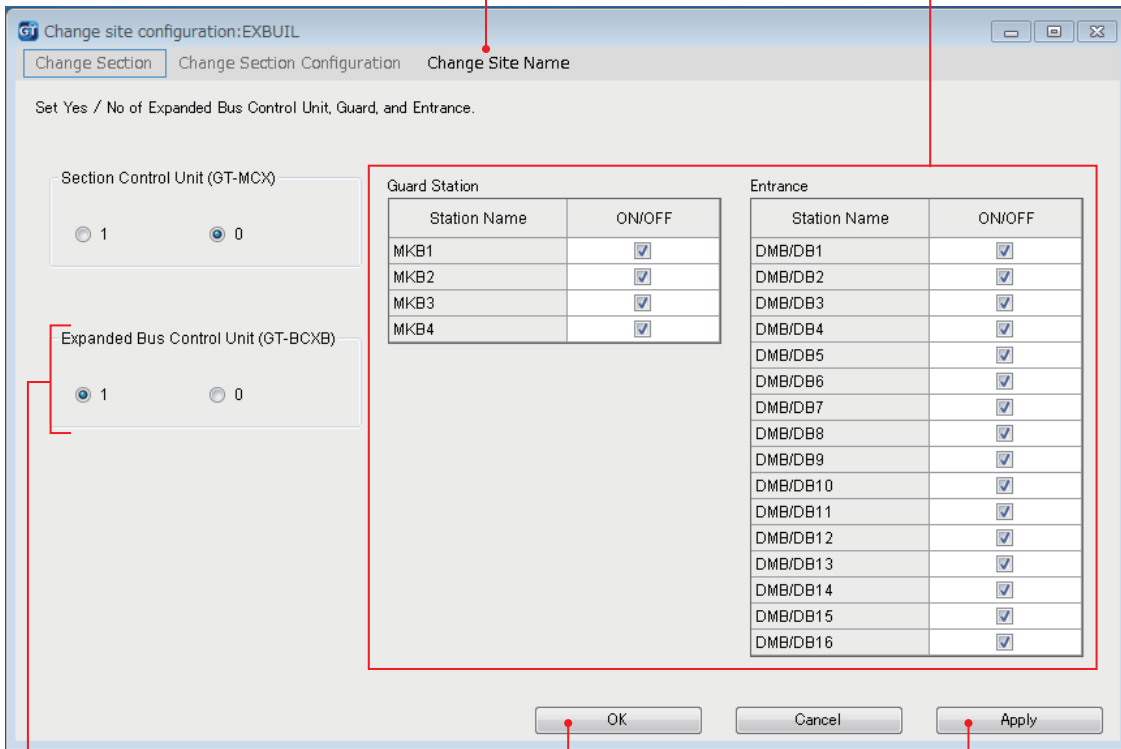 GT Change site configuration:EXBUIL
Change Section Change Section Configuration Change Site Name
Set Yes / No of Expanded Bus Control Unit, Guard, and Entrance.
Section Control Unit (GT-MCX)
1 0
Expanded Bus Control Unit (GT-BCXB)
1 0
Guard Station
Station Name ON/OFF
MKB1
MKB2
MKB3
MKB4
Entrance
Station Name ON/OFF
DMB/DB1
DMB/DB2
DMB/DB3
DMB/DB4
DMB/DB5
DMB/DB6
DMB/DB7
DMB/DB8
DMB/DB9
DMB/DB10
DMB/DB11
DMB/DB12
DMB/DB13
DMB/DB14
DMB/DB15
DMB/DB16
OK Cancel Apply